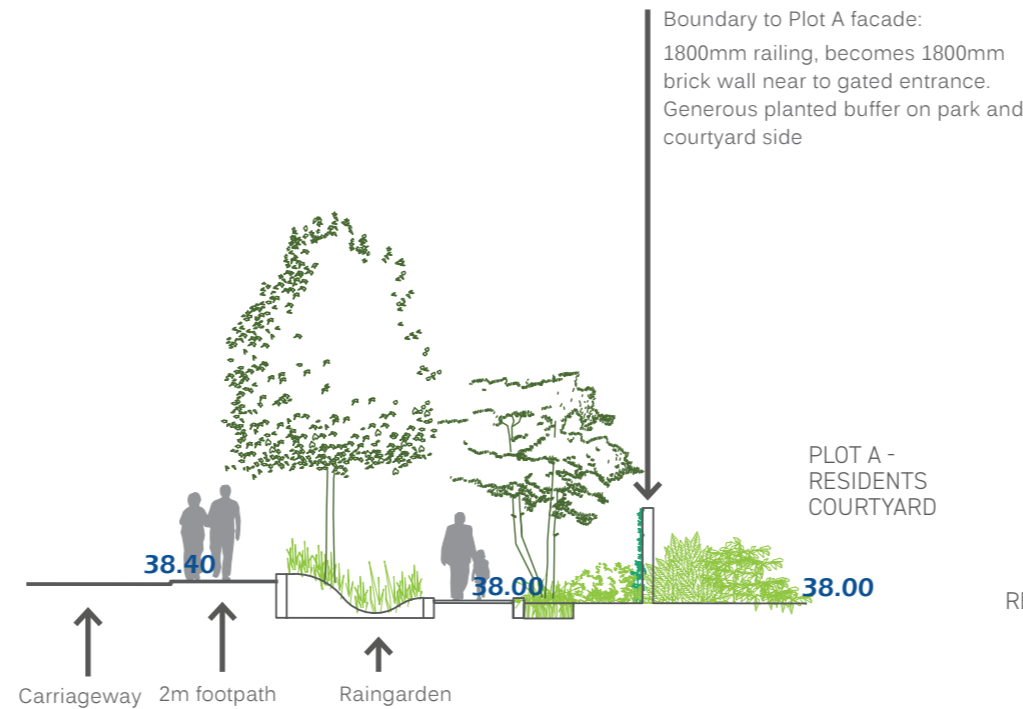 Boundary to Plot A facade:
1800mm railing, becomes 1800mm
brick wall near to gated entrance.
Generous planted buffer on park and
courtyard side
PLOT A -
RESIDENTS
COURTYARD
38.40
38.00
38.00
Carriageway
2m footpath
Raingarden